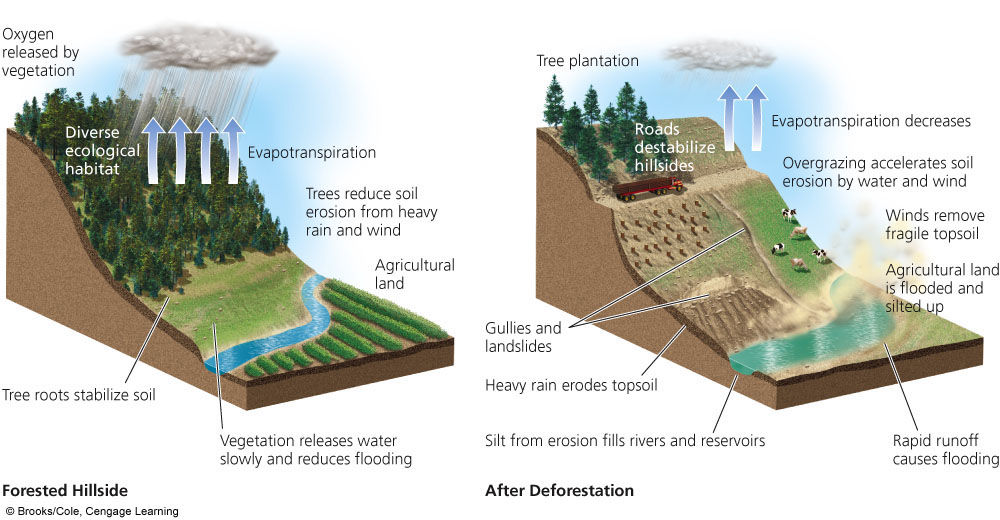 Oxygen
released by
vegetation
Diverse
ecological
habitat
Evapotranspiration
Trees reduce soil
erosion from heavy
rain and wind
Agricultural
land
Tree roots stabilize soil
Vegetation releases water
slowly and reduces flooding
Forested Hillside
© Brooks/Cole, Cengage Learning
Tree plantation
Roads
destabilize
hillsides
Evapotranspiration decreases
Overgrazing accelerates soil
erosion by water and wind
Winds remove
fragile topsoil
Agricultural land
is flooded and
silted up
Gullies and
landslides
Heavy rain erodes topsoil
Silt from erosion fills rivers and reservoirs
Rapid runoff
causes flooding
After Deforestation